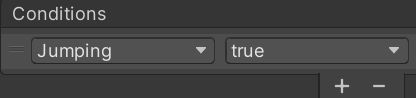 Conditions
Jumping true
+ −